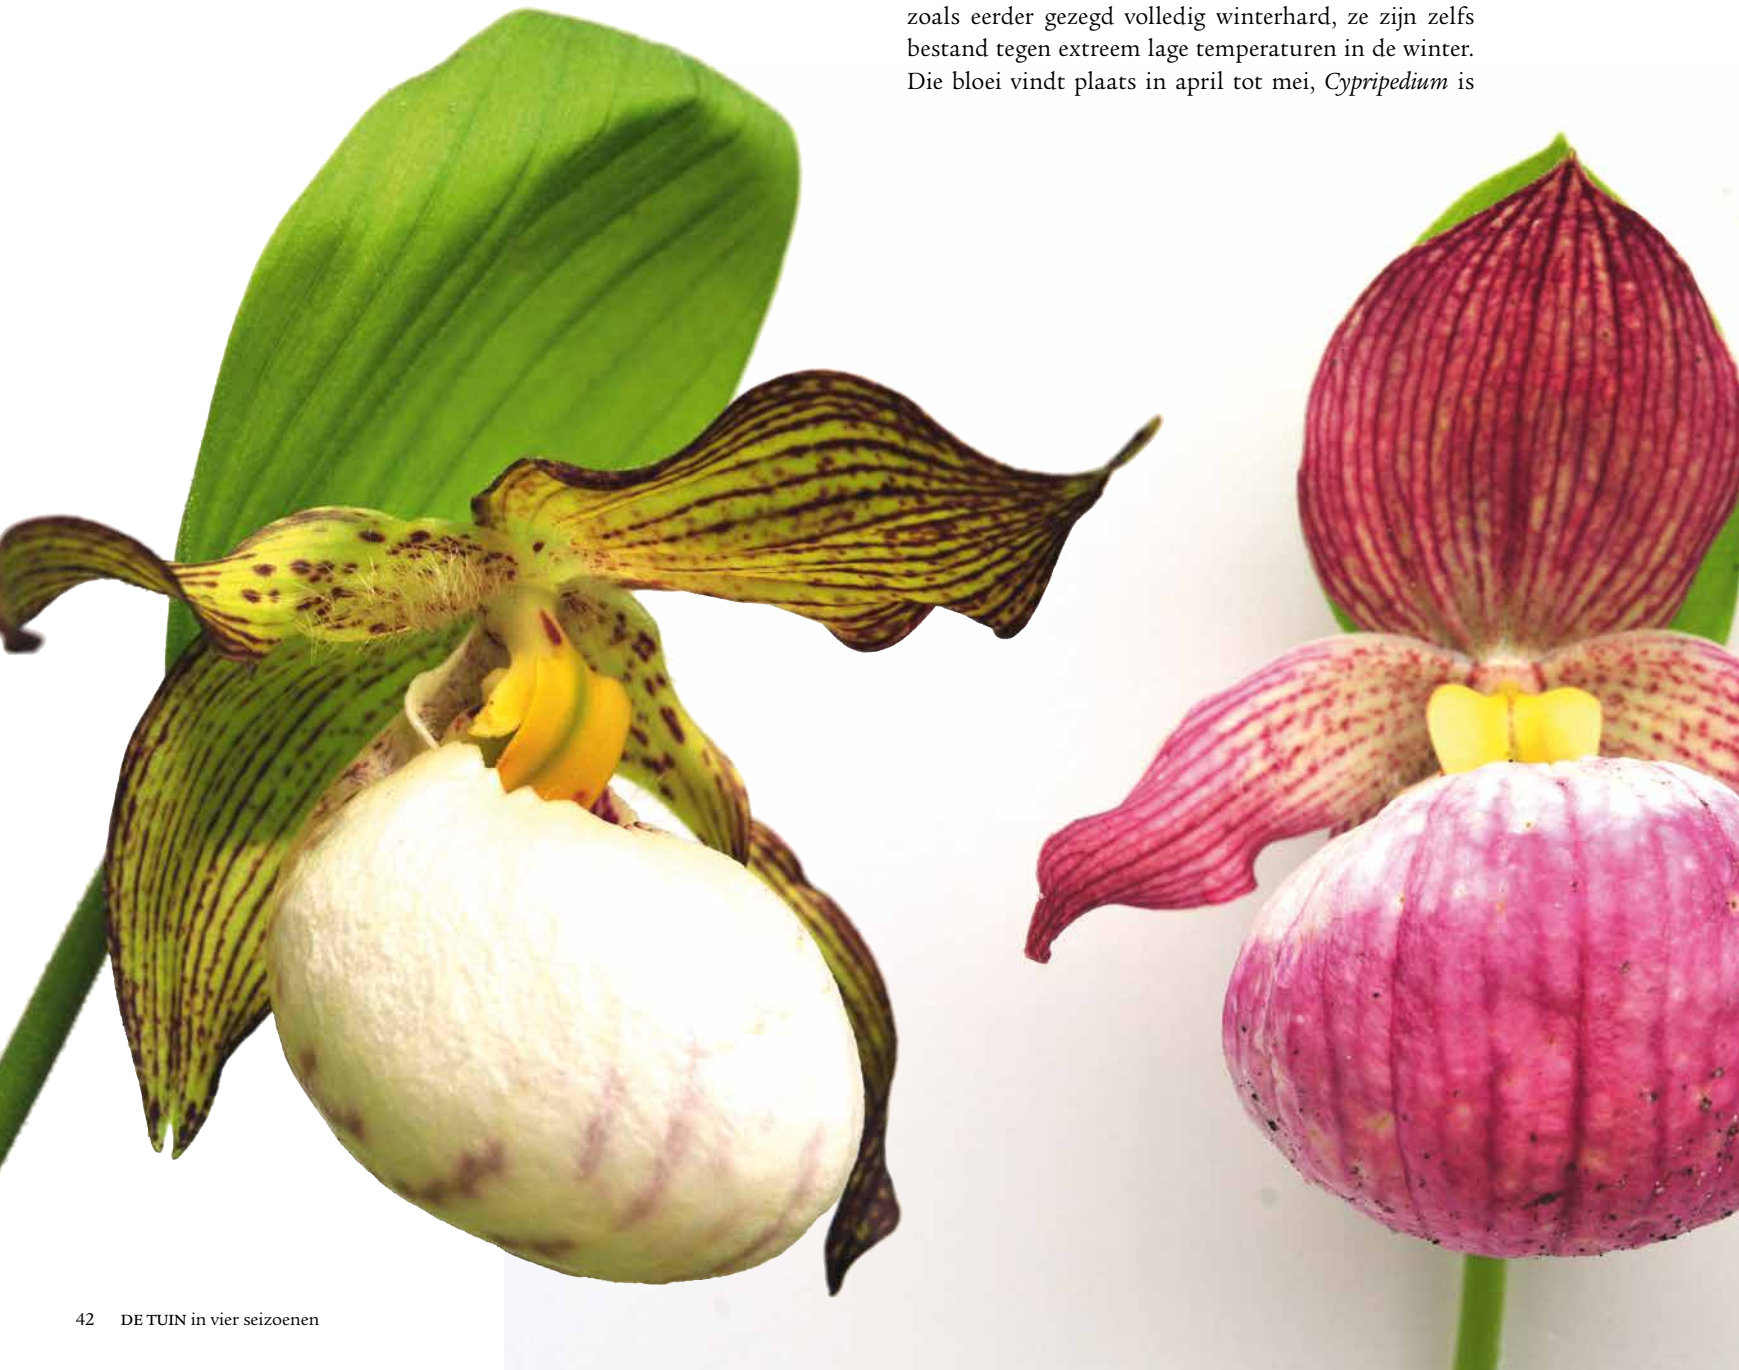 zoals eerder gezegd volledig winterhard, ze zijn zelfs
bestand tegen extreem lage temperaturen in de winter.
Die bloei vindt plaats in april tot mei, Cypripedium is
42 DE TUIN in vier seizoenen